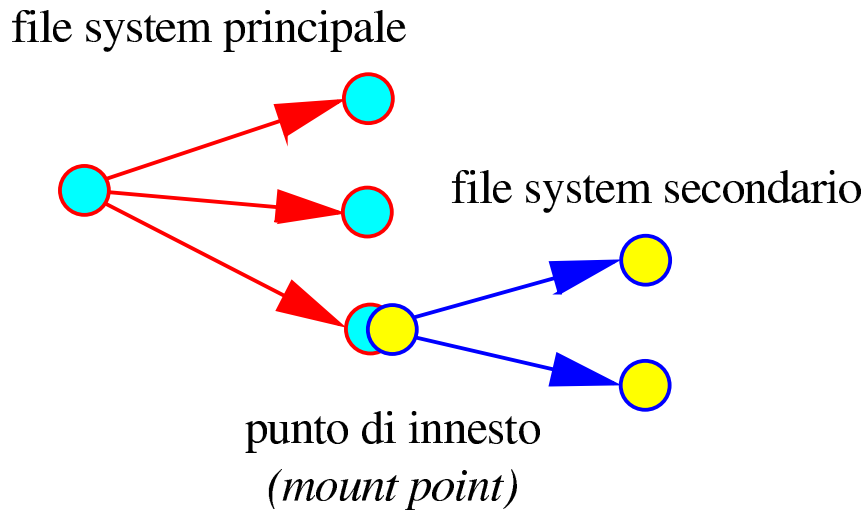 file system principale
file system secondario
punto di innesto
(mount point)